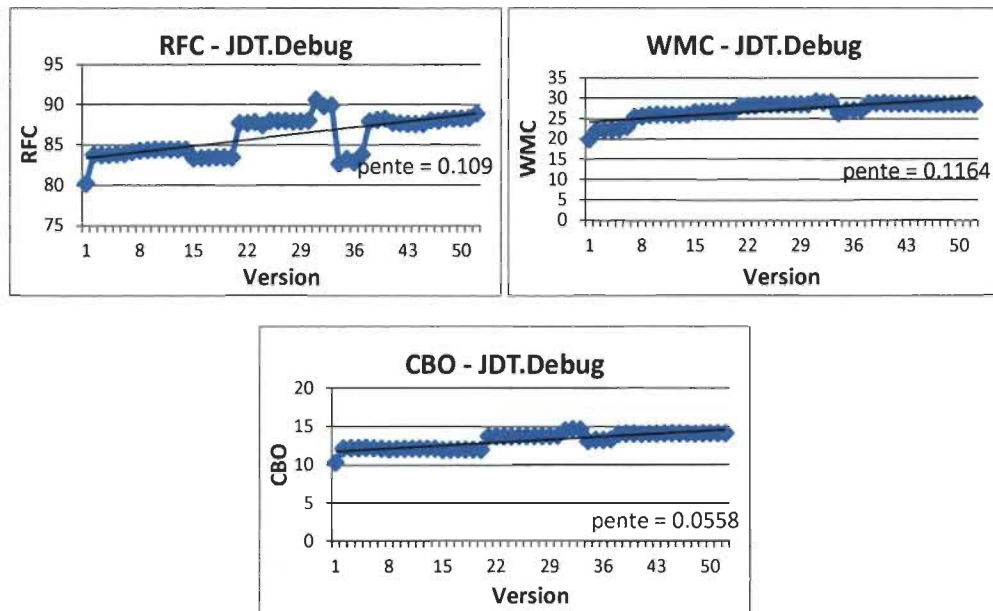 RFC - JDT.Debug
95
90
85
80
75
RFC
pente = 0.109
1 8 15 22 29 36 43 50
Version
WMC - JDT.Debug
35
30
25
20
15
10
5
0
WMC
pente = 0.1164
1 8 15 22 29 36 43 50
Version
CBO - JDT.Debug
20
15
10
5
0
CBO
pente = 0.0558
1 8 15 22 29 36 43 50
Version